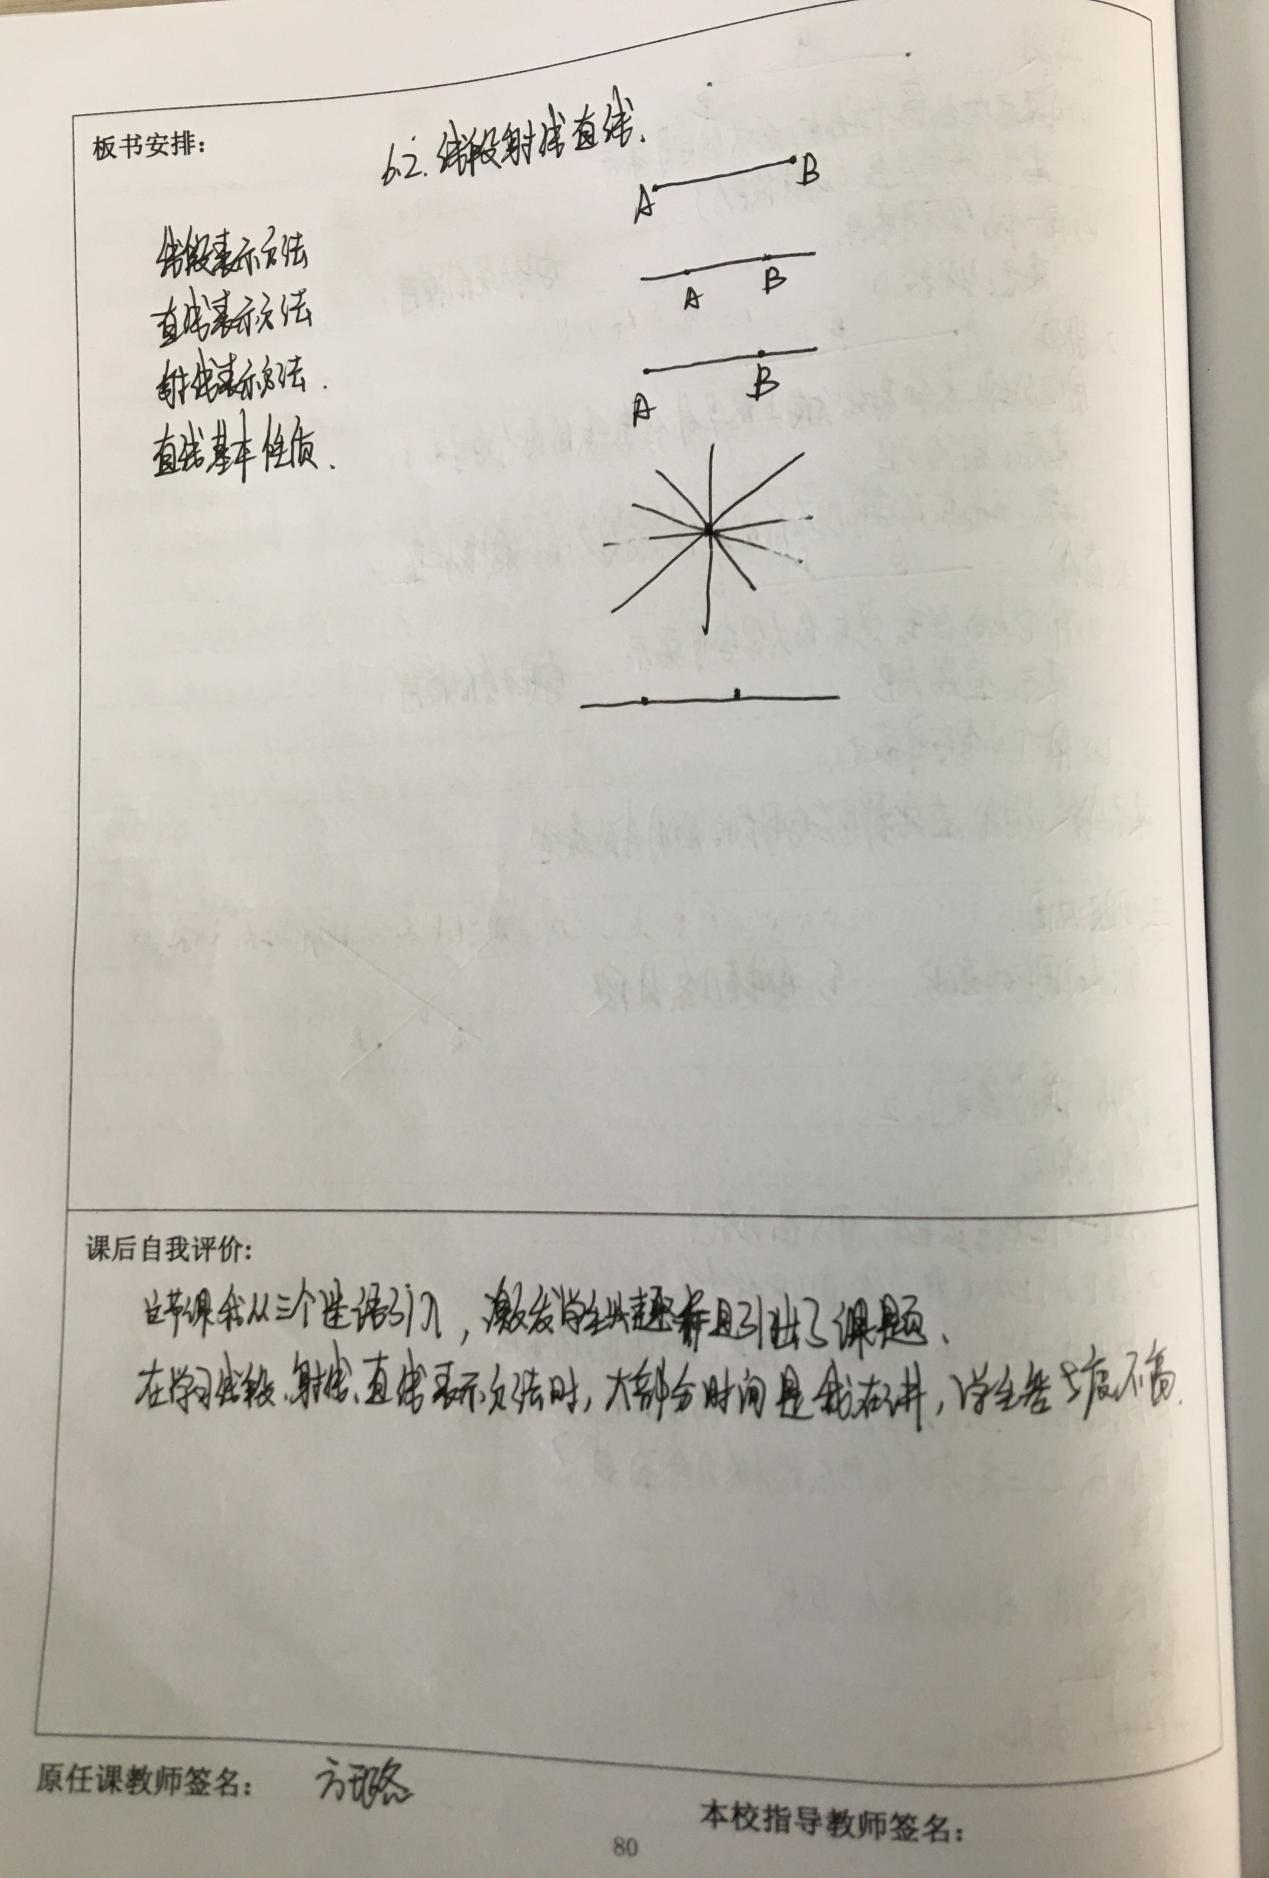 板书安排：
6.2.线段射线直线.
A B
线段表示方法
A B
直线表示方法
射线表示方法.
A B
直线基本性质.
课后自我评价：
这节课我从三个谜语引入，激发学生兴趣并且引出了课题、
在学习线段、射线、直线表示方法时，大部分时间是我在讲，学生参与度不高.
原任课教师签名：
本校指导教师签名：
80